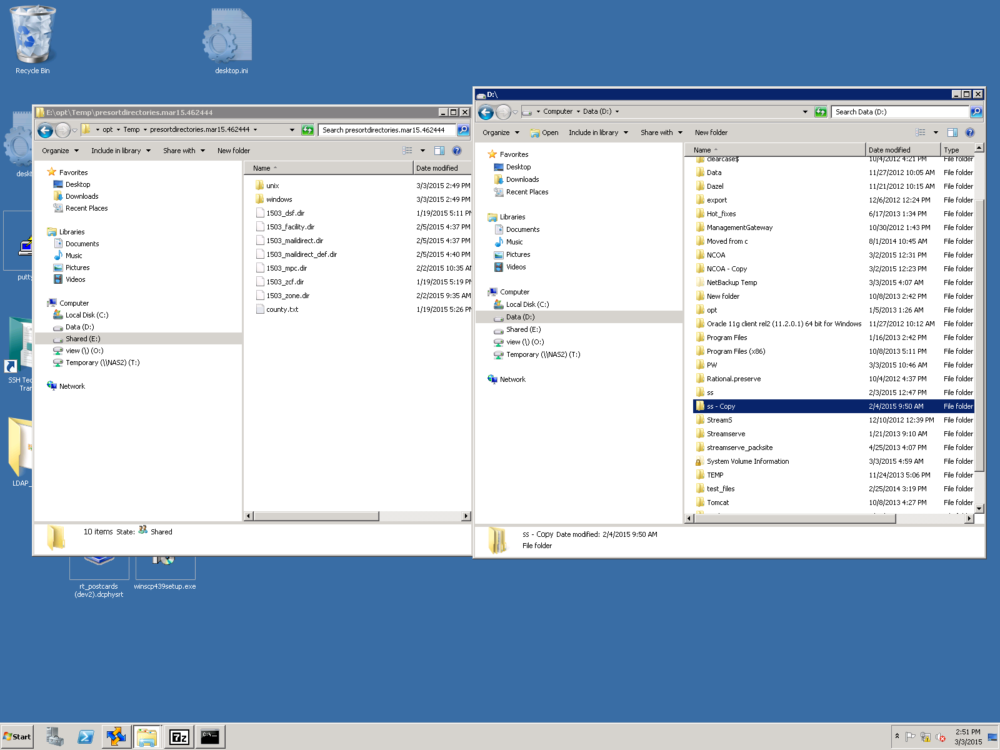 Recycle Bin
desktop.ini
deskt
putty
SSH Tec
Tran
LDAP_
E:\opt\Temp\presortdirectories.mar15.462444
opt Temp presortdirectories.mar15.462444
Search presortdirectories.mar15.462444
Organize Include in library Share with New folder
Favorites
Desktop
Downloads
Recent Places
Libraries
Documents
Music
Pictures
Videos
Computer
Local Disk (C:)
Data (D:)
Shared (E:)
view (\) (O:)
Temporary (\\NAS2) (T:)
Network
Name Date modified
unix 3/3/2015 2:49 PM
windows 3/3/2015 2:49 PM
1503_dsf.dir 1/19/2015 5:11 PM
1503_facility.dir 2/5/2015 4:37 PM
1503_maildirect.dir 2/5/2015 4:37 PM
1503_maildirect_def.dir 2/5/2015 4:40 PM
1503_mpc.dir 2/2/2015 10:35 AM
1503_zcf.dir 1/19/2015 5:19 PM
1503_zone.dir 2/2/2015 9:35 AM
county.txt 1/19/2015 5:26 PM
10 items State: Shared
D:\
Computer Data (D:)
Search Data (D:)
Organize Open Include in library Share with New folder
Favorites
Desktop
Downloads
Recent Places
Libraries
Documents
Music
Pictures
Videos
Computer
Local Disk (C:)
Data (D:)
Shared (E:)
view (\) (O:)
Temporary (\\NAS2) (T:)
Network
Name Date modified Type
clearcase$ 10/4/2012 4:21 PM File folder
Data 11/27/2012 10:05 AM File folder
Dazel 11/21/2012 10:15 AM File folder
export 12/6/2012 12:24 PM File folder
Hot_fixes 6/17/2013 1:34 PM File folder
ManagementGateway 10/30/2012 1:43 PM File folder
Moved from c 8/1/2014 10:45 AM File folder
NCOA 3/2/2015 12:31 PM File folder
NCOA - Copy 3/2/2015 12:23 PM File folder
NetBackup Temp 3/3/2015 4:07 AM File folder
New folder 10/8/2013 2:42 PM File folder
opt 1/5/2013 1:26 AM File folder
Oracle 11g client rel2 (11.2.0.1) 64 bit for Windows 11/27/2012 10:12 AM File folder
Program Files 1/16/2013 2:42 PM File folder
Program Files (x86) 10/8/2013 5:11 PM File folder
PW 3/3/2015 10:46 AM File folder
Rational.preserve 10/4/2012 4:37 PM File folder
ss 2/3/2015 12:47 PM File folder
ss - Copy 2/4/2015 9:50 AM File folder
StreamS 12/10/2012 12:39 PM File folder
Streamserve 1/21/2013 9:10 AM File folder
streamserve_packsite 4/25/2013 4:07 PM File folder
System Volume Information 3/3/2015 4:59 AM File folder
TEMP 11/24/2013 5:06 PM File folder
test_files 2/25/2014 3:19 PM File folder
Tomcat 10/8/2013 4:27 PM File folder
ss - Copy Date modified: 2/4/2015 9:50 AM
File folder
rt_postcards
(dev2).dcphysrt
winscp439setup.exe
Start
7z
C:\
2:51 PM
3/3/2015